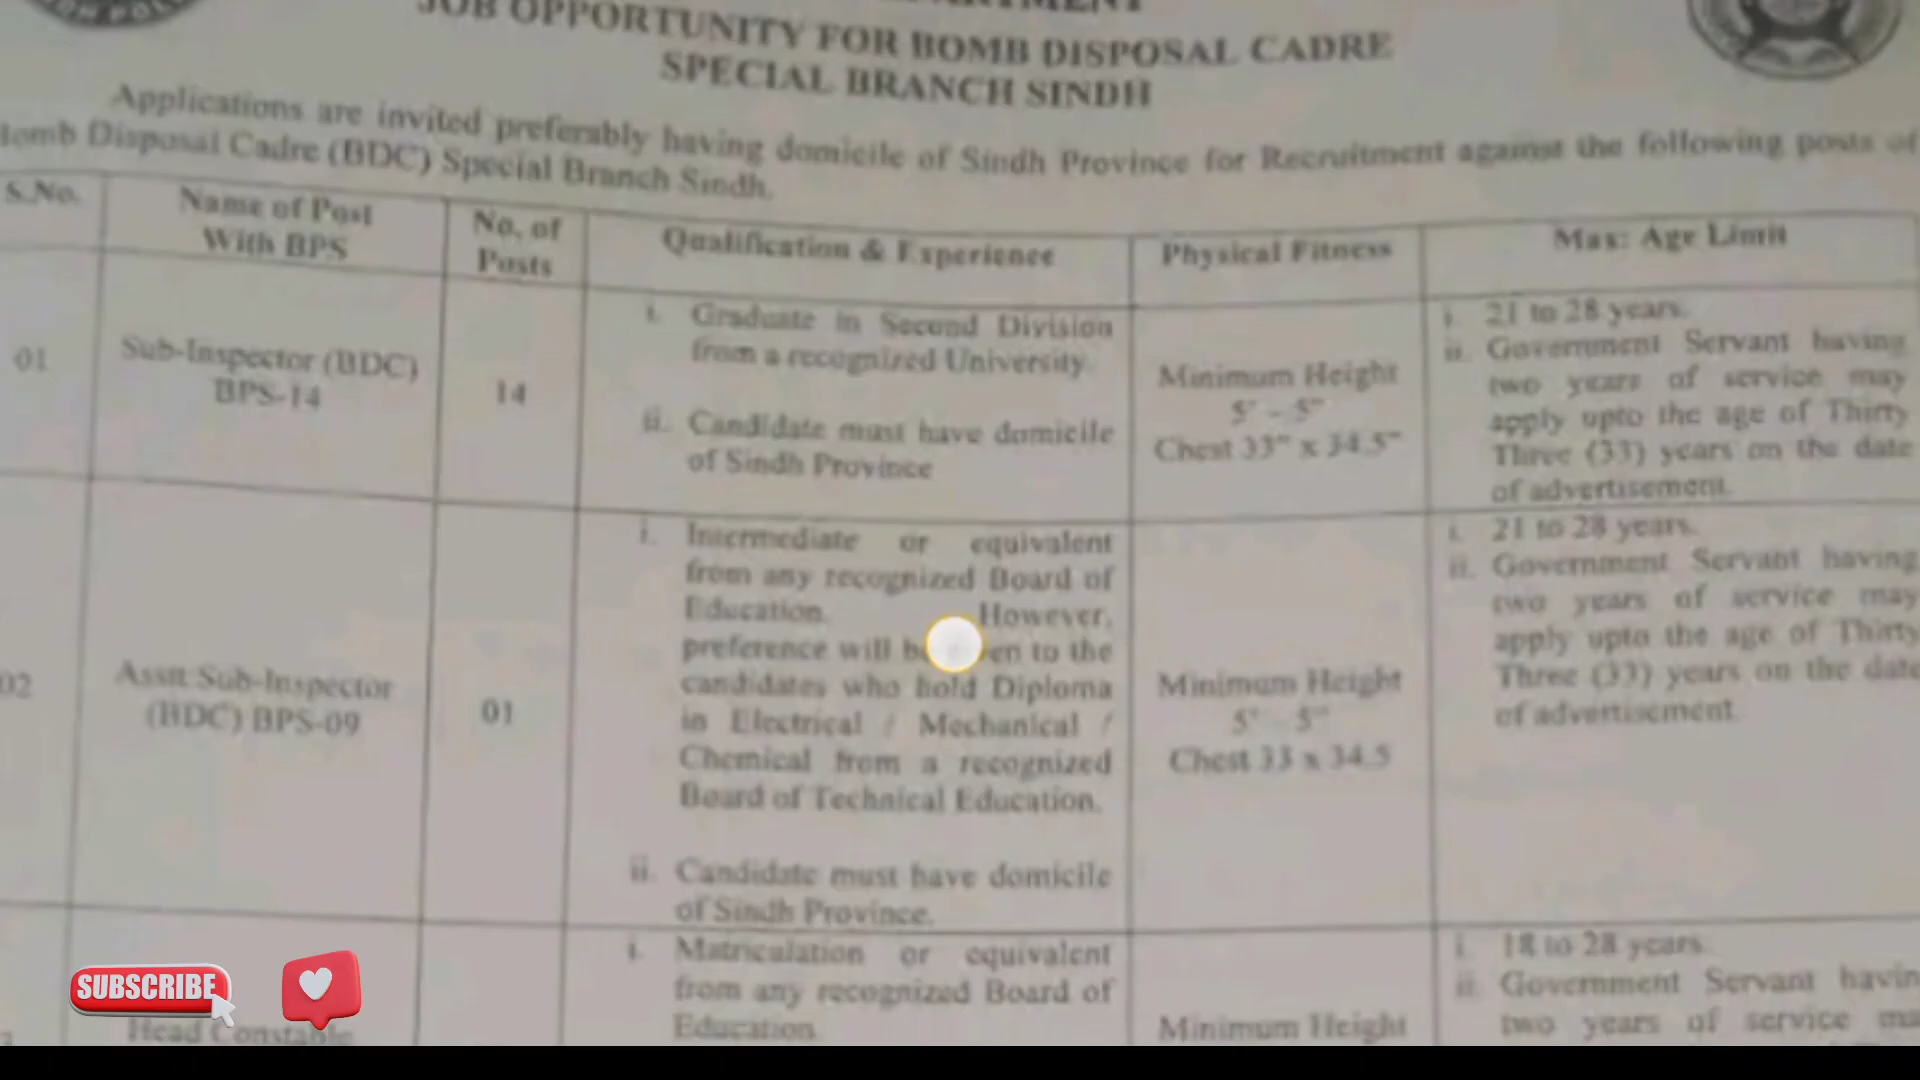 JOB OPPORTUNITY FOR BOMB DISPOSAL CADRE
SPECIAL BRANCH SINDH
Applications are invited preferably having domicile of Sindh Province for Recruitment against the following posts of
Bomb Disposal Cadre (BDC) Special Branch Sindh.
S.No.
Name of Post
With BPS
No. of
Posts
Qualification & Experience
Physical Fitness
Max: Age Limit
01
Sub-Inspector (BDC)
BPS-14
14
i. Graduate in Second Division
from a recognized University.
ii. Candidate must have domicile
of Sindh Province
Minimum Height
5' - 5"
Chest 33" x 34.5"
i. 21 to 28 years.
ii. Government Servant having
two years of service may
apply upto the age of Thirty
Three (33) years on the date
of advertisement.
02
Asstt:Sub-Inspector
(BDC) BPS-09
01
i. Intermediate or equivalent
from any recognized Board of
Education. However,
preference will to the
candidates who hold Diploma
in Electrical / Mechanical /
Chemical from a recognized
Board of Technical Education.
ii. Candidate must have domicile
of Sindh Province.
Minimum Height
5' - 5"
Chest 33 x 34.5
i. 21 to 28 years.
ii. Government Servant having
two years of service may
apply upto the age of Thirty
Three (33) years on the date
of advertisement.
Head Constable
i. Matriculation or equivalent
from any recognized Board of
Education.
Minimum Height
i. 18 to 28 years.
ii. Government Servant
two years of service
SUBSCRIBE